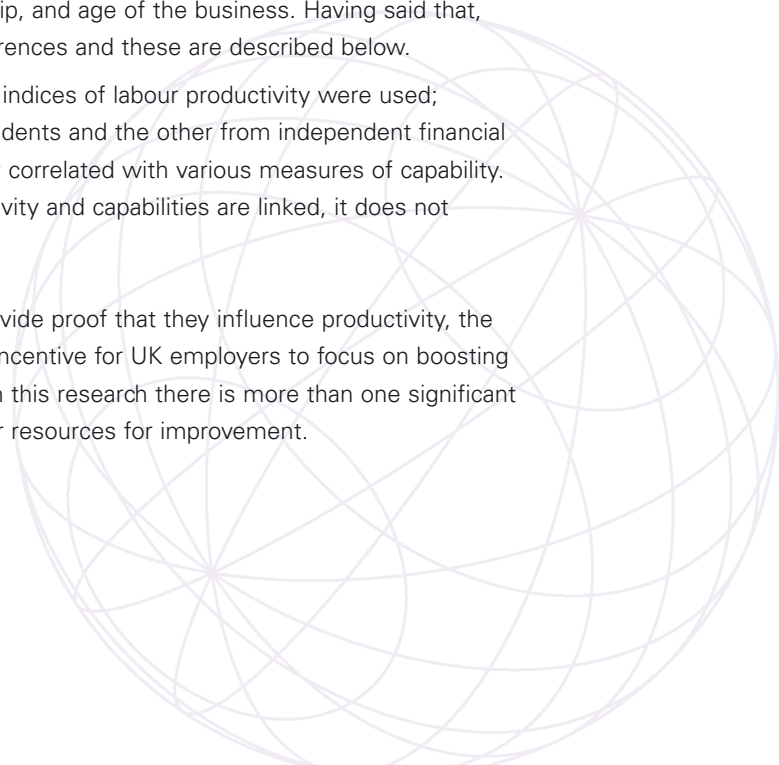 ip, and age of the business. Having said that,
rences and these are described below.
indices of labour productivity were used;
dents and the other from independent financial
correlated with various measures of capability.
vity and capabilities are linked, it does not
vide proof that they influence productivity, the
ncentive for UK employers to focus on boosting
n this research there is more than one significant
r resources for improvement.